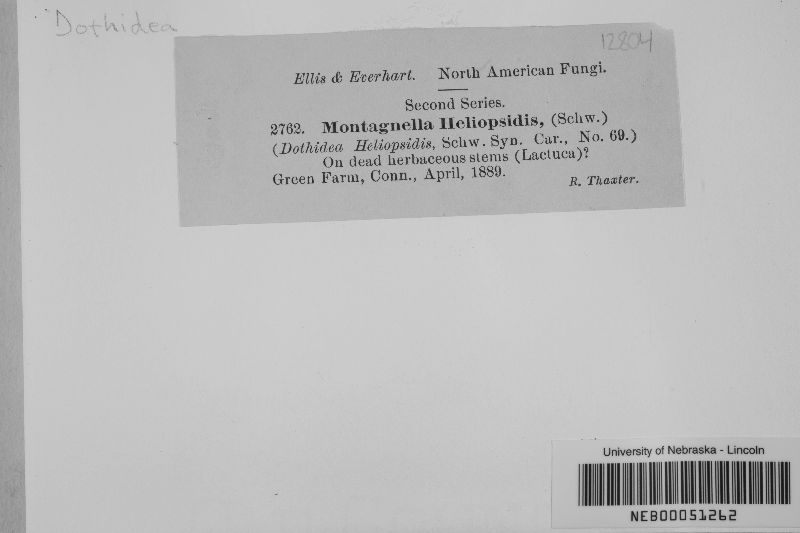 Dothidea
12804
Ellis & Everhart. North American Fungi.
Second Series.
2762. Montagnella Heliopsidis, (Schw.)
(Dothidea Heliopsidis, Schw. Syn. Car., No. 69.)
On dead herbaceous stems (Lactuca)?
Green Farm, Conn., April, 1889.
R. Thaxter.
University of Nebraska - Lincoln
NEB00051262